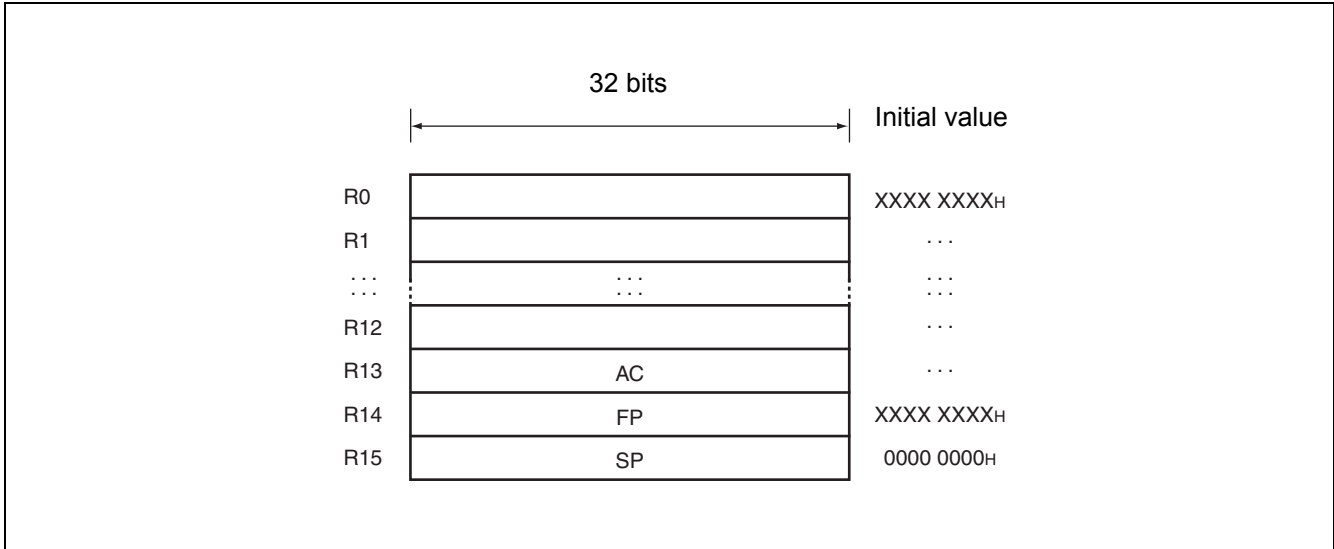 32 bits
Initial value
R0 XXXX XXXXH
R1 ...
... ... ...
... ... ...
R12 ...
R13 AC ...
R14 FP XXXX XXXXH
R15 SP 0000 0000H